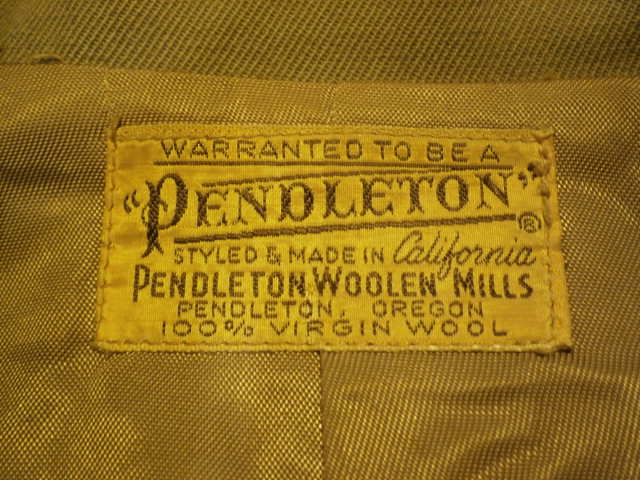 WARRANTED TO BE A
"PENDLETON"®
STYLED & MADE IN California
PENDLETON WOOLEN MILLS
PENDLETON, OREGON
100% VIRGIN WOOL